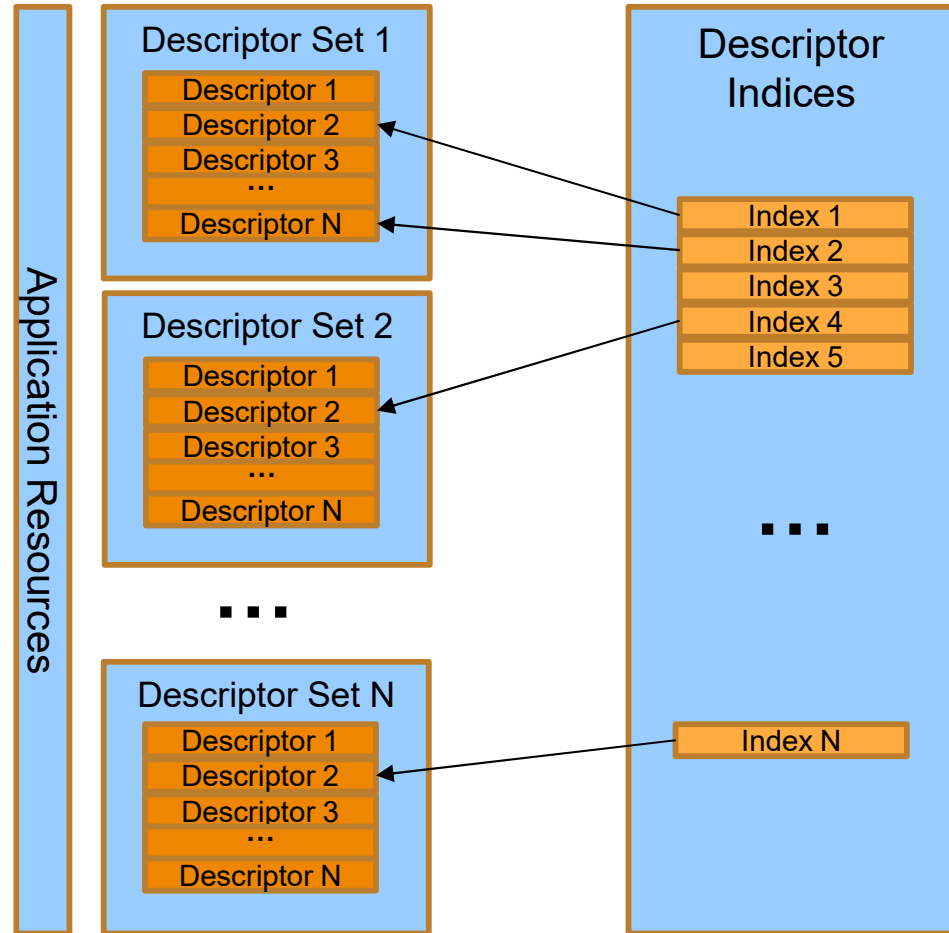 Application Resources
Descriptor Set 1
Descriptor 1
Descriptor 2
Descriptor 3
...
Descriptor N
Descriptor Set 2
Descriptor 1
Descriptor 2
Descriptor 3
...
Descriptor N
...
Descriptor Set N
Descriptor 1
Descriptor 2
Descriptor 3
...
Descriptor N
Descriptor
Indices
Index 1
Index 2
Index 3
Index 4
Index 5
...
Index N